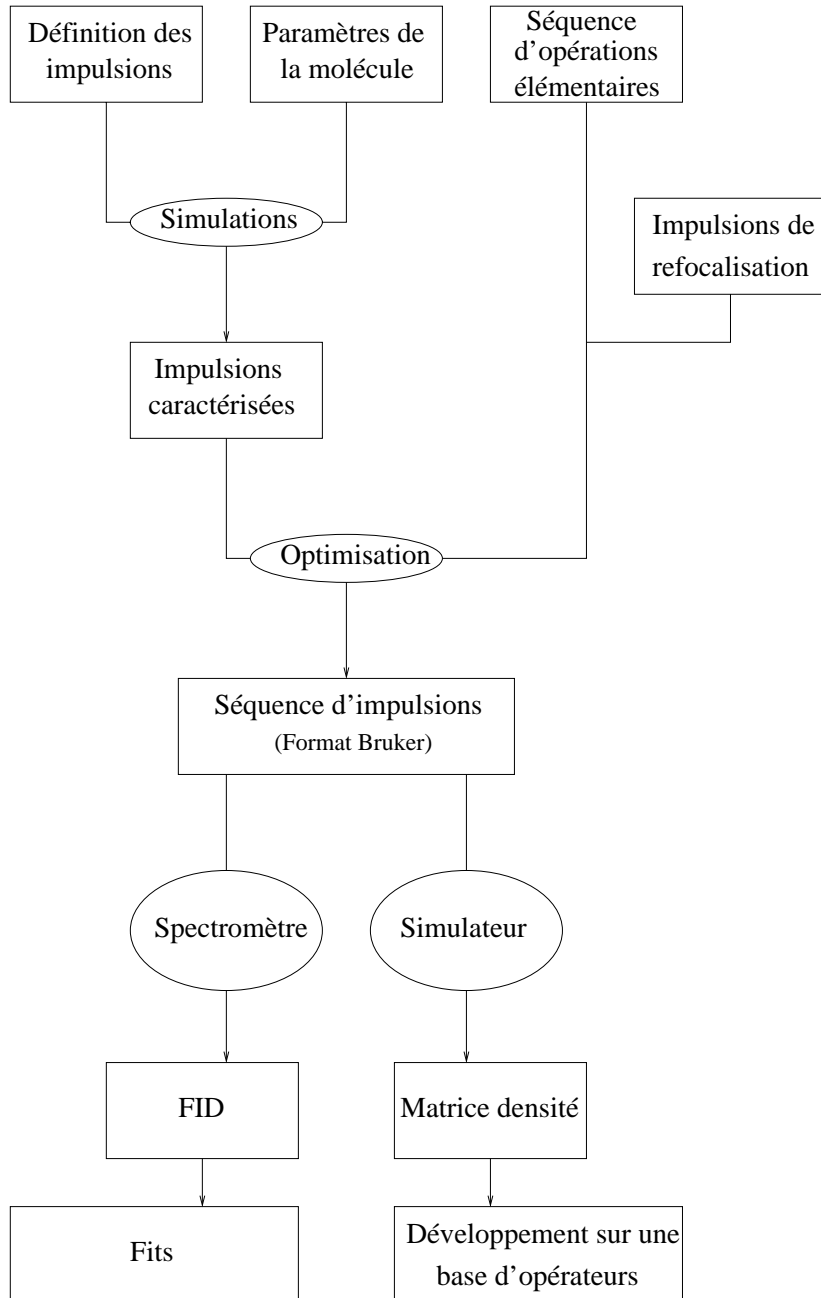 Définition des
impulsions
Paramètres de
la molécule
Séquence
d’opérations
élémentaires
Simulations
Impulsions de
refocalisation
Impulsions
caractérisées
Optimisation
Séquence d’impulsions
(Format Bruker)
Spectromètre
Simulateur
FID
Matrice densité
Fits
Développement sur une
base d’opérateurs